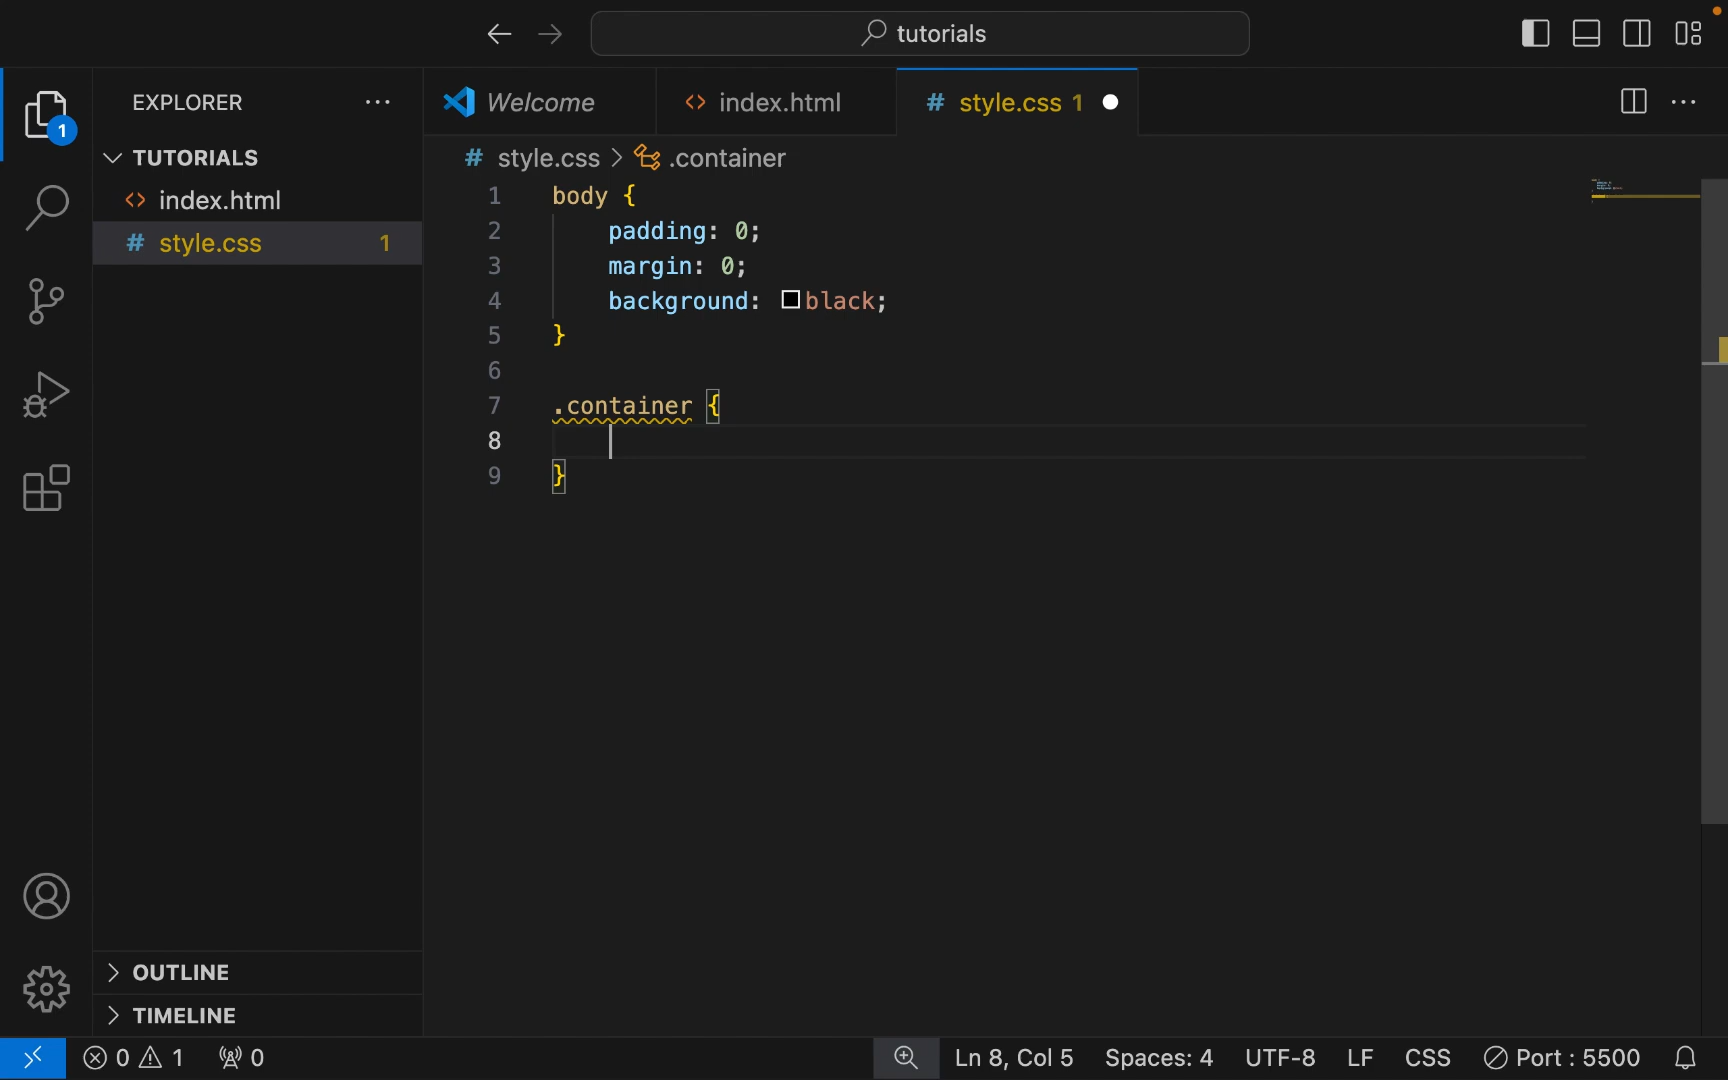 tutorials
EXPLORER
1
TUTORIALS
index.html
style.css 1
OUTLINE
TIMELINE
Welcome
index.html
# style.css 1
# style.css > .container
1 body {
2 padding: 0;
3 margin: 0;
4 background: black;
5 }
6
7 .container {
8
9 }
0 1 0
Ln 8, Col 5 Spaces: 4 UTF-8 LF CSS Port : 5500